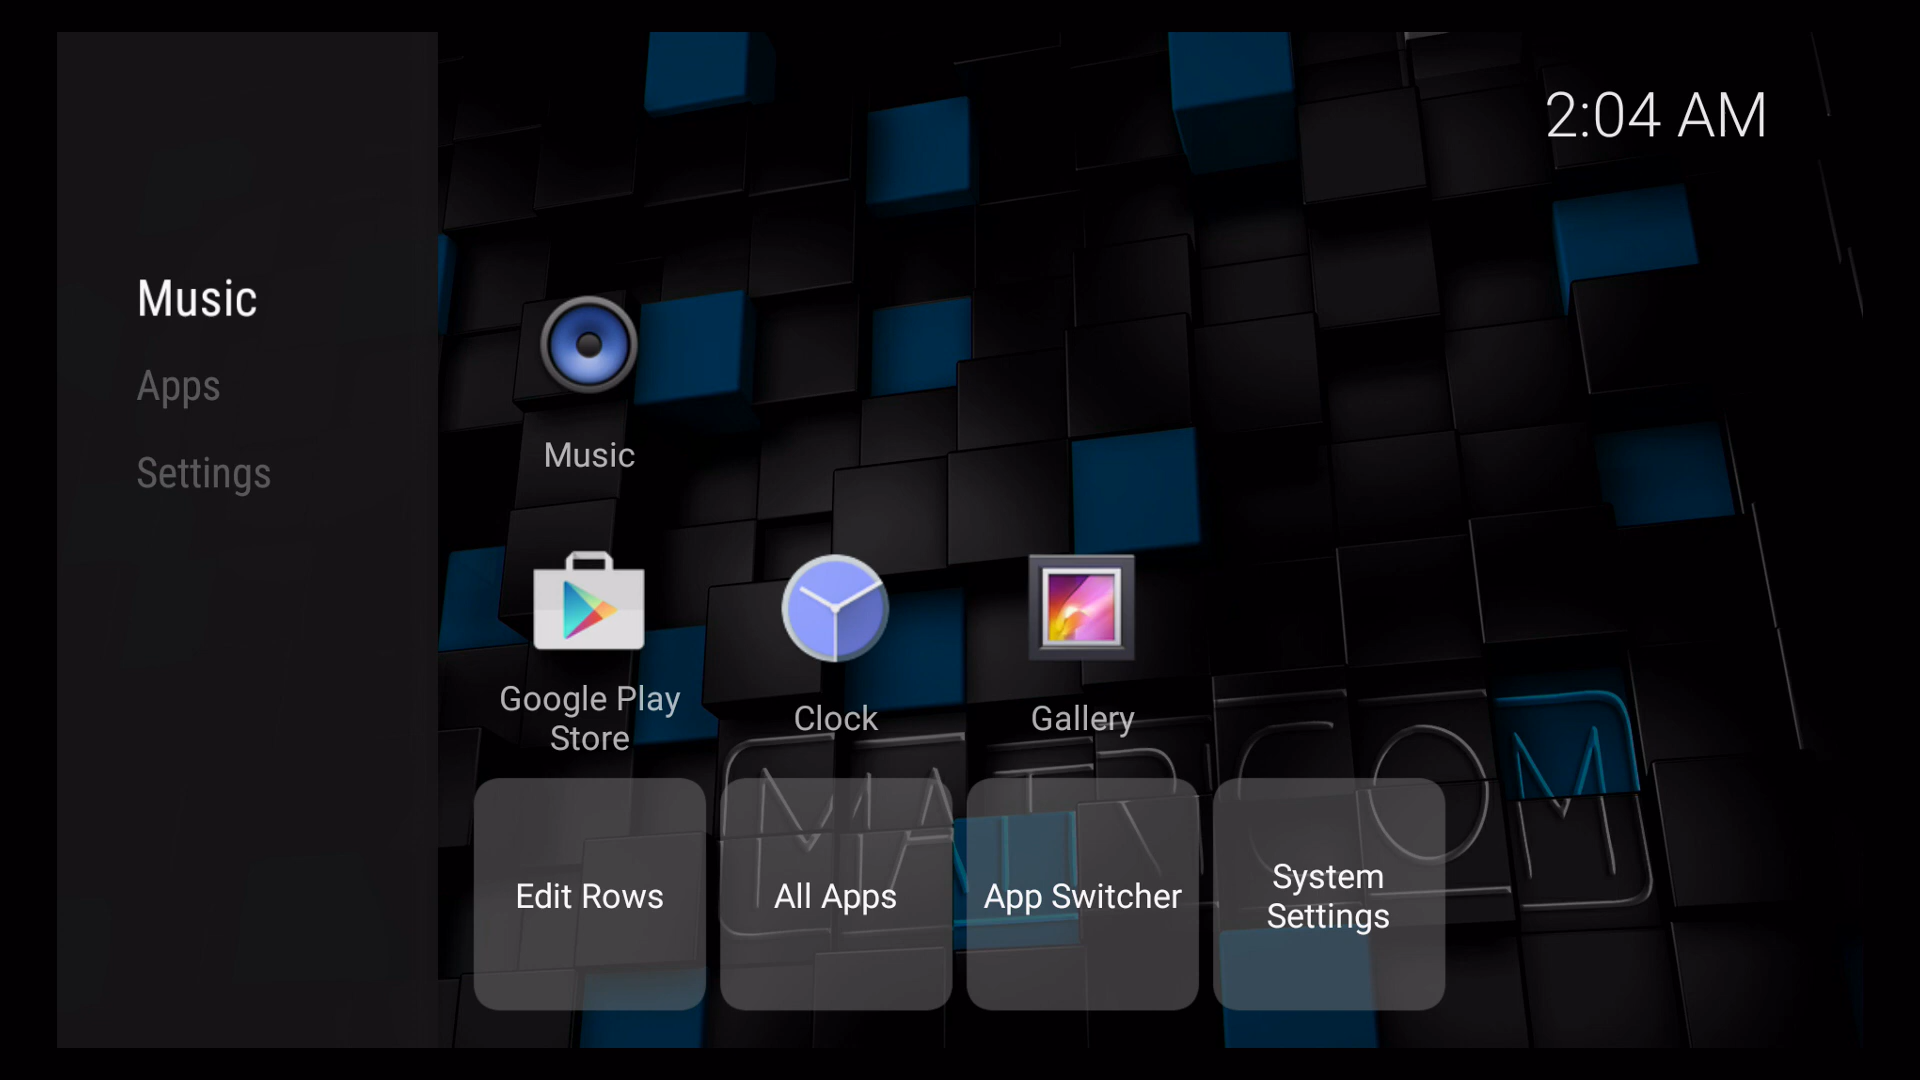 2:04 AM
Music
Apps
Settings
Music
Google Play
Store
Clock
Gallery
MATRICOM
Edit Rows
All Apps
App Switcher
System
Settings